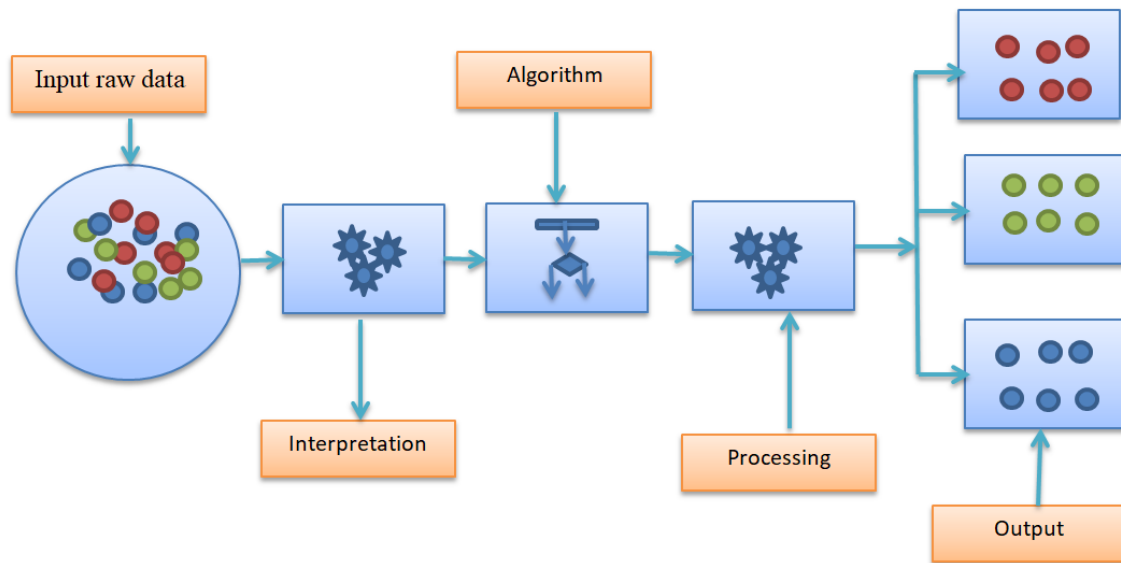 Input raw data
Algorithm
Interpretation
Processing
Output